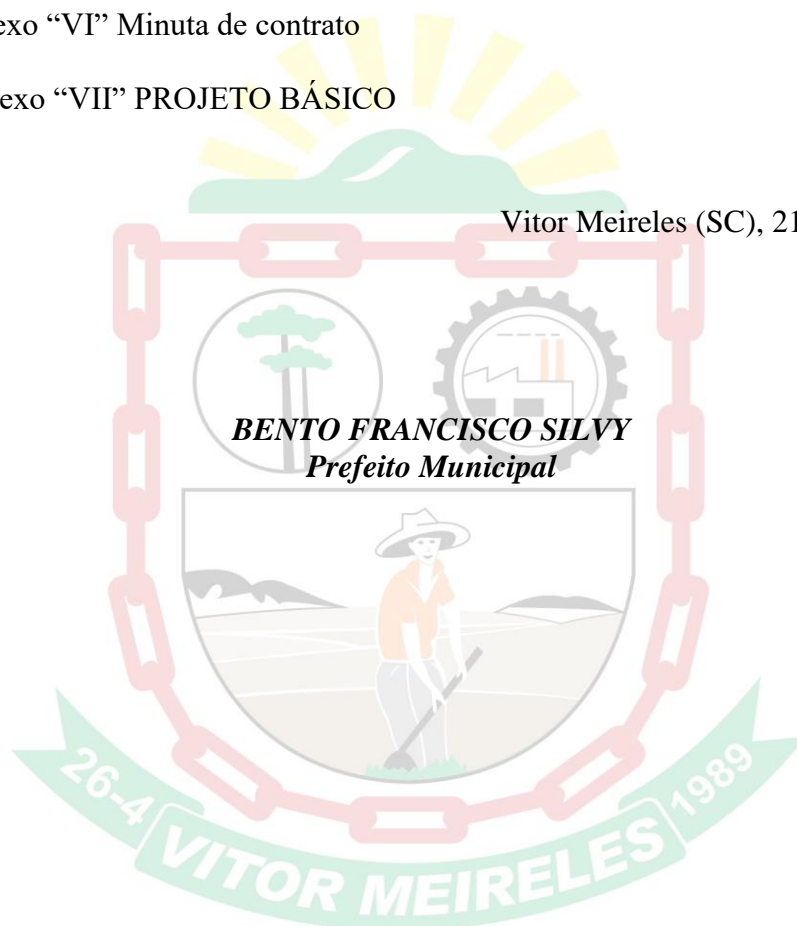 exo “VI” Minuta de contrato
exo “VII” PROJETO BÁSICO
Vitor Meireles (SC), 21
BENTO FRANCISCO SILVY
Prefeito Municipal
26-4 VITOR MEIRELES 1989